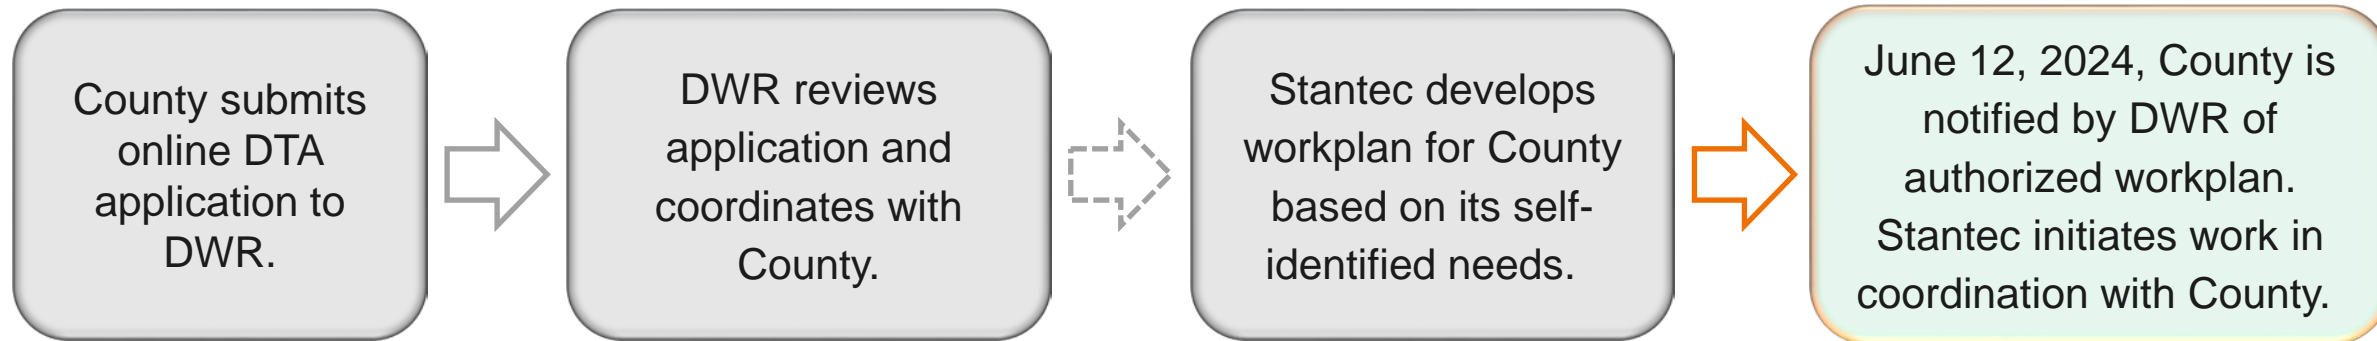 County submits
online DTA
application to
DWR.
DWR reviews
application and
coordinates with
County.
Stantec develops
workplan for County
based on its self-
identified needs.
June 12, 2024, County is
notified by DWR of
authorized workplan.
Stantec initiates work in
coordination with County.